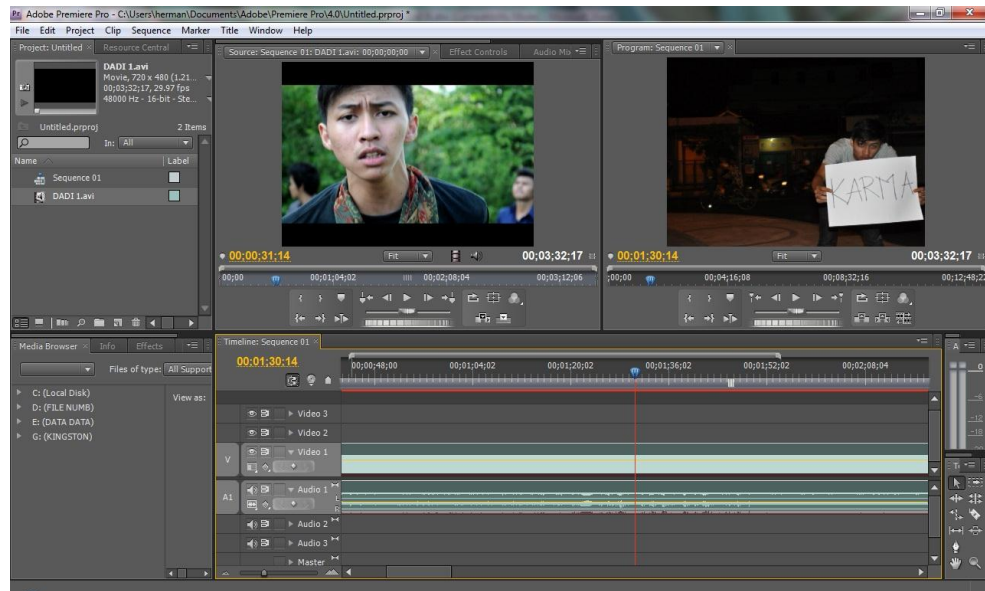 Adobe Premiere Pro - C:\Users\herman\Documents\Adobe\Premiere Pro\4.0\Untitled.prproj *
File Edit Project Clip Sequence Marker Title Window Help
Project: Untitled × Resource Central
DADI 1.avi
Movie, 720 x 480 (1.21...
00;03;32;17, 29.97 fps
48000 Hz - 16-bit - Ste...
Untitled.prproj 2 Items
In: All
Name Label
Sequence 01
DADI 1.avi
Source: Sequence 01: DADI 1.avi: 00;00;00;00 Effect Controls Audio Mix
00;00;31;14 Fit 00;03;32;17
00;00 00;01;04;02 00;02;08;04 00;03;12;06
Program: Sequence 01
KARMA
00;01;30;14 Fit 00;03;32;17
;00;00 00;04;16;08 00;08;32;16 00;12;48;22
Media Browser × Info Effects
Files of type: All Support
C: (Local Disk)
D: (FILE NUMB)
E: (DATA DATA)
G: (KINGSTON)
View as:
Timeline: Sequence 01 ×
00;01;30;14
00;00;48;00 00;01;04;02 00;01;20;02 00;01;36;02 00;01;52;02 00;02;08;04
Video 3
Video 2
V Video 1
A1 Audio 1
L
R
Audio 2
Audio 3
Master
A
0
-6
-12
-18